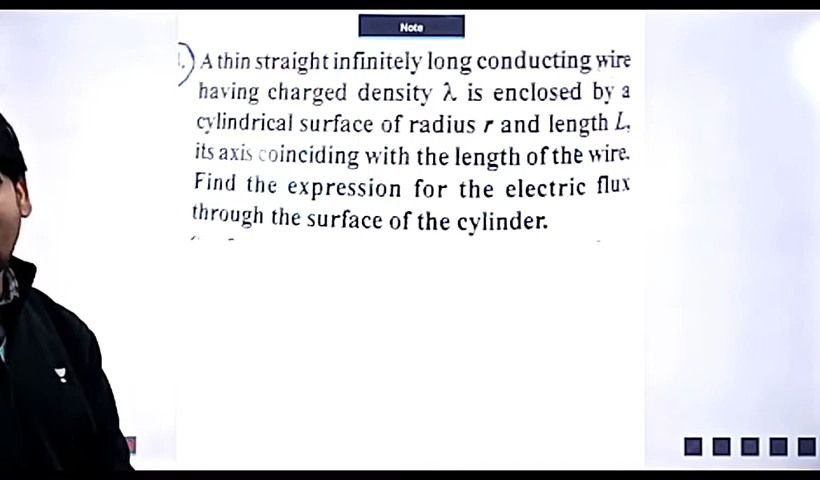 Note
A thin straight infinitely long conducting wire
having charged density λ is enclosed by a
cylindrical surface of radius r and length L,
its axis coinciding with the length of the wire.
Find the expression for the electric flux
through the surface of the cylinder.